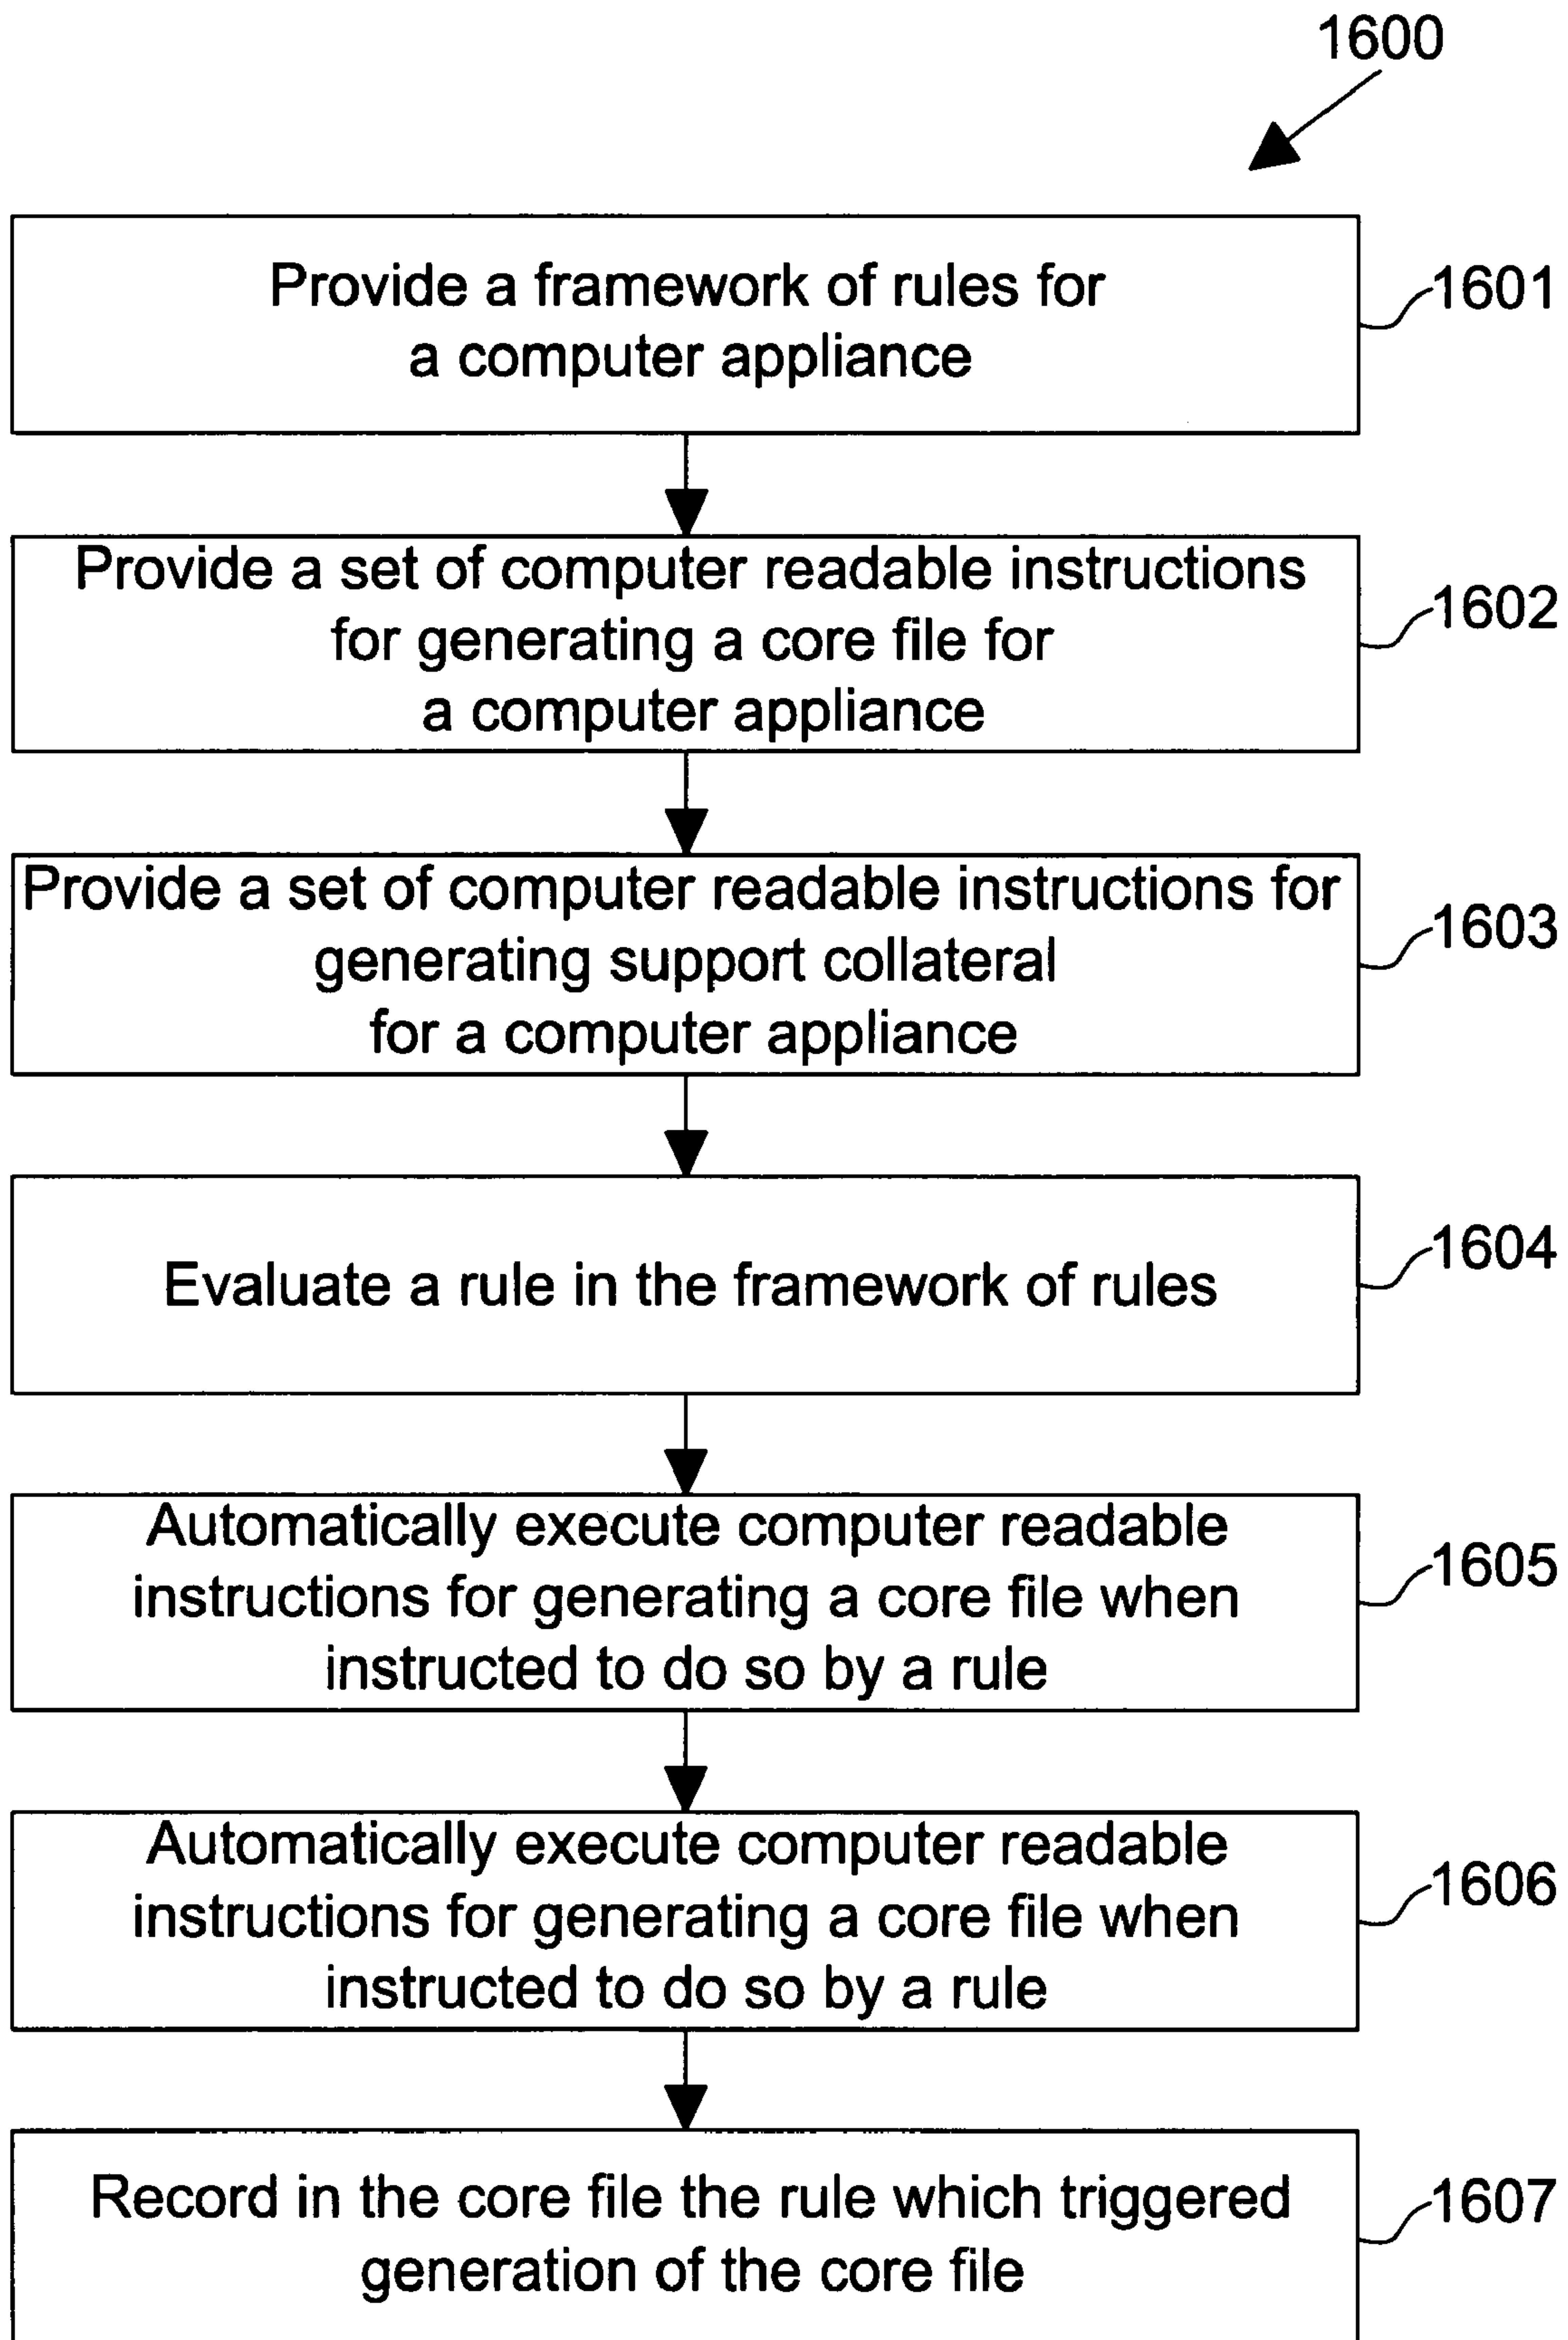 1600
Provide a framework of rules for
a computer appliance
1601
Provide a set of computer readable instructions
for generating a core file for
a computer appliance
1602
Provide a set of computer readable instructions for
generating support collateral
for a computer appliance
1603
Evaluate a rule in the framework of rules
1604
Automatically execute computer readable
instructions for generating a core file when
instructed to do so by a rule
1605
Automatically execute computer readable
instructions for generating a core file when
instructed to do so by a rule
1606
Record in the core file the rule which triggered
generation of the core file
1607